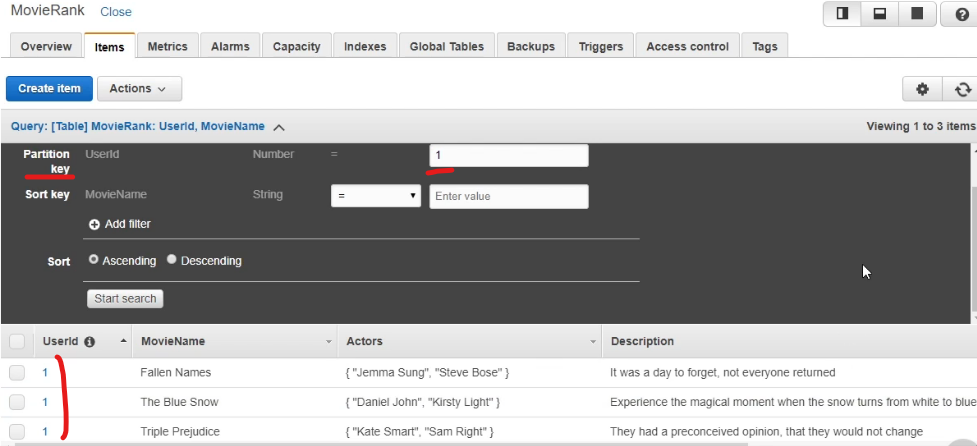 MovieRank Close
Overview Items Metrics Alarms Capacity Indexes Global Tables Backups Triggers Access control Tags
Create item Actions
Query: [Table] MovieRank: UserId, MovieName Viewing 1 to 3 items
Partition key UserId Number = 1
Sort key MovieName String = Enter value
Add filter
Sort Ascending Descending
Start search
UserId MovieName Actors Description
1 Fallen Names { "Jemma Sung", "Steve Bose" } It was a day to forget, not everyone returned
1 The Blue Snow { "Daniel John", "Kirsty Light" } Experience the magical moment when the snow turns from white to blue
1 Triple Prejudice { "Kate Smart", "Sam Right" } They had a preconceived opinion, that they would not change